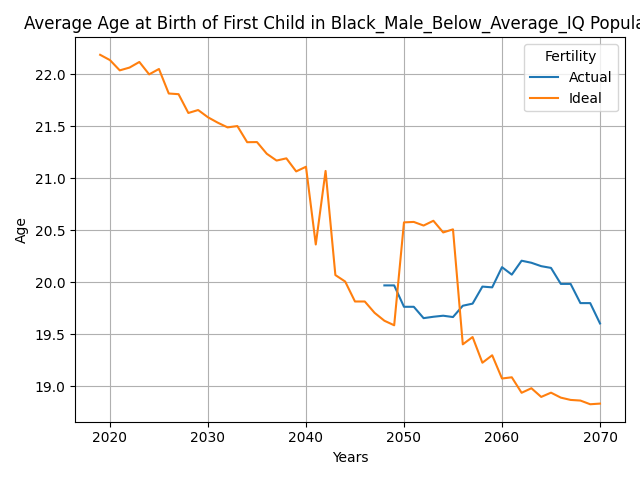 Average Age at Birth of First Child in Black_Male_Below_Average_IQ Popula
Fertility
Actual
Ideal
22.0
21.5
21.0
20.5
20.0
19.5
19.0
Age
2020 2030 2040 2050 2060 2070
Years